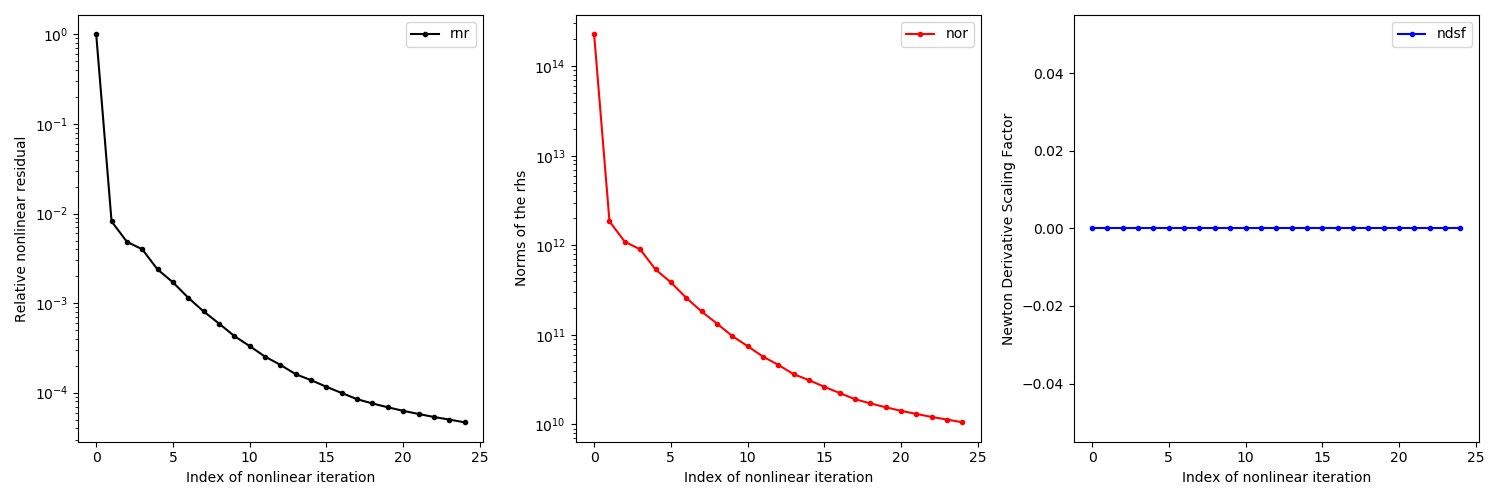 rnr
10^0
10^-1
10^-2
10^-3
10^-4
Relative nonlinear residual
0 5 10 15 20 25
Index of nonlinear iteration
nor
10^14
10^13
10^12
10^11
10^10
Norms of the rhs
0 5 10 15 20 25
Index of nonlinear iteration
ndsf
0.04
0.02
0.00
−0.02
−0.04
Newton Derivative Scaling Factor
0 5 10 15 20 25
Index of nonlinear iteration